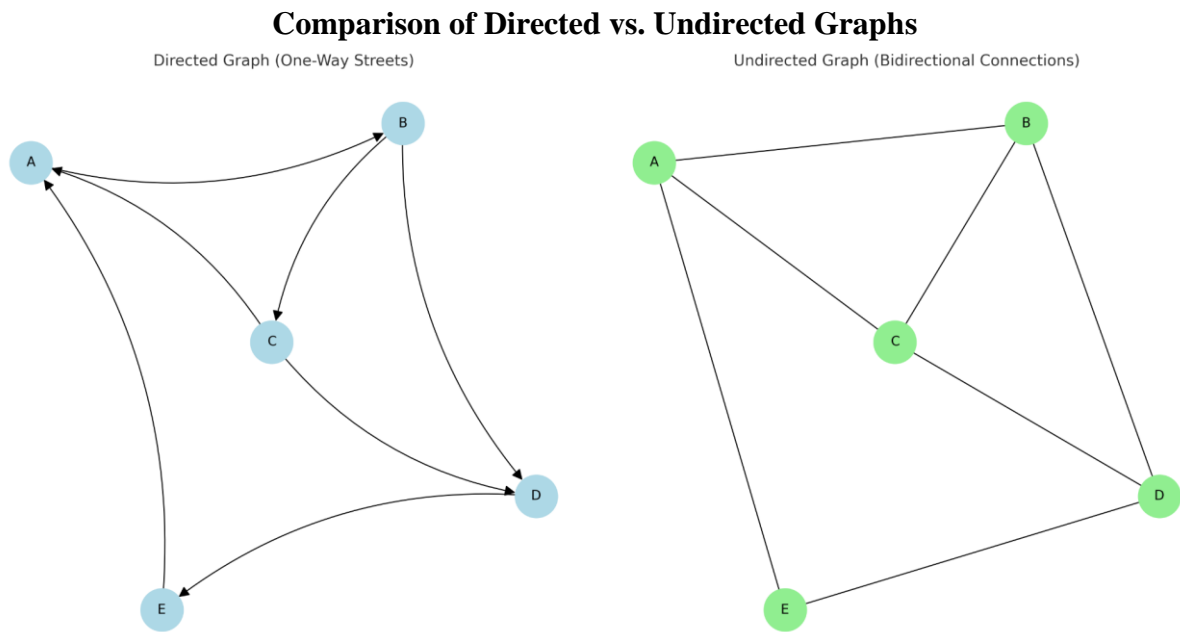 Comparison of Directed vs. Undirected Graphs
Directed Graph (One-Way Streets)
A
B
C
D
E
Undirected Graph (Bidirectional Connections)
A
B
C
D
E